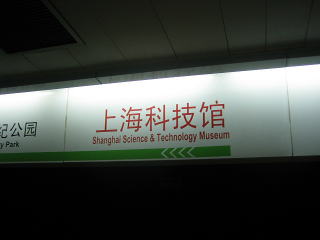 纪公园
y Park
上海科技馆
Shanghai Science & Technology Museum